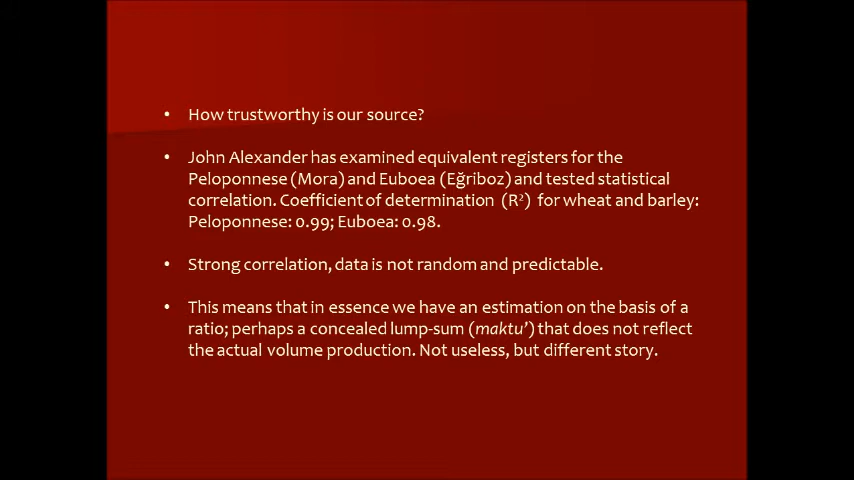 • How trustworthy is our source?
• John Alexander has examined equivalent registers for the
Peloponnese (Mora) and Euboea (Eğriboz) and tested statistical
correlation. Coefficient of determination (R²) for wheat and barley:
Peloponnese: 0.99; Euboea: 0.98.
• Strong correlation, data is not random and predictable.
• This means that in essence we have an estimation on the basis of a
ratio; perhaps a concealed lump-sum (maktu’) that does not reflect
the actual volume production. Not useless, but different story.